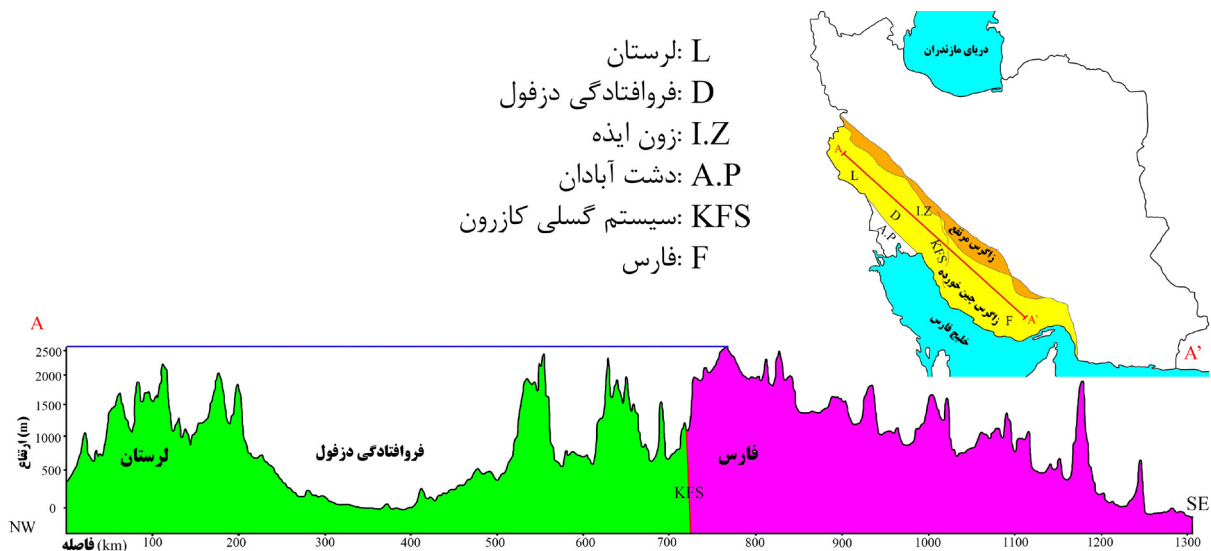 L :لرستان
D :فروافتادگی دزفول
I.Z :زون ایذه
A.P :دشت آبادان
KFS :سیستم گسلی کازرون
F :فارس
دریای مازندران
A
L
I.Z
D
A.P
KFS
زاگرس مرتفع
زاگرس چین خورده
F
A'
خلیج فارس
A
A’
ارتفاع (m)
2500
2000
1500
1000
500
0
لرستان
فروافتادگی دزفول
فارس
KFS
NW
SE
فاصله (km)
100 200 300 400 500 600 700 800 900 1000 1100 1200 1300